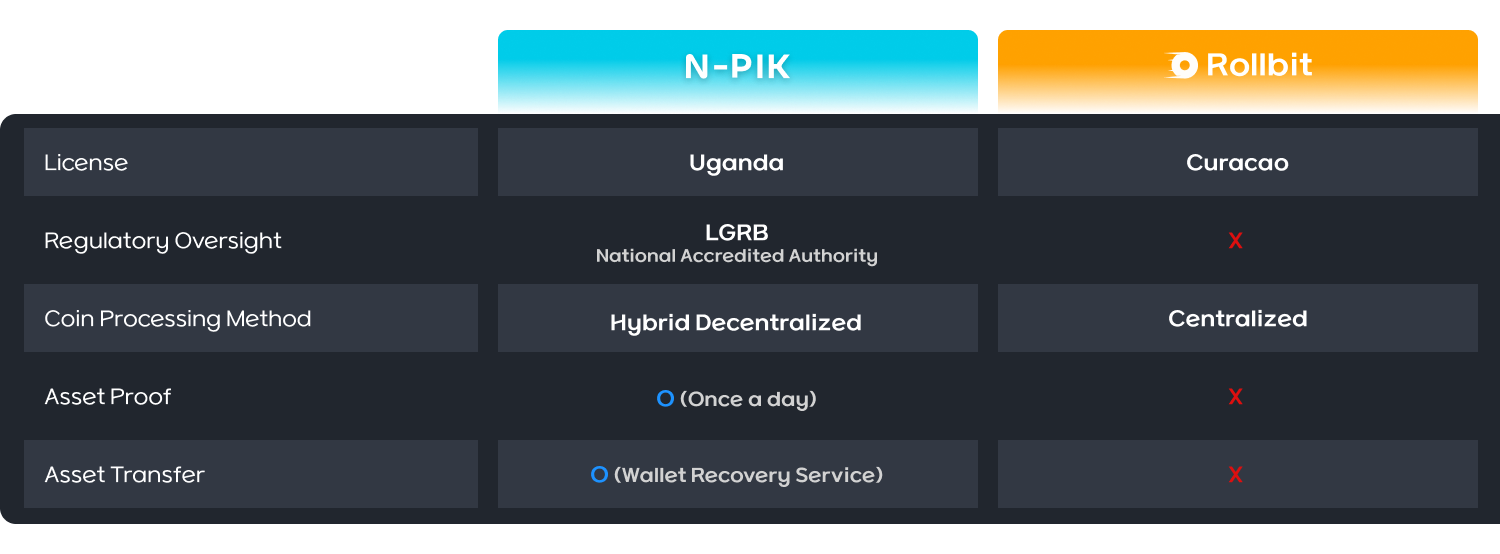 N-PIK
Rollbit
License
Uganda
Curacao
Regulatory Oversight
LGRB
National Accredited Authority
X
Coin Processing Method
Hybrid Decentralized
Centralized
Asset Proof
O (Once a day)
X
Asset Transfer
O (Wallet Recovery Service)
X